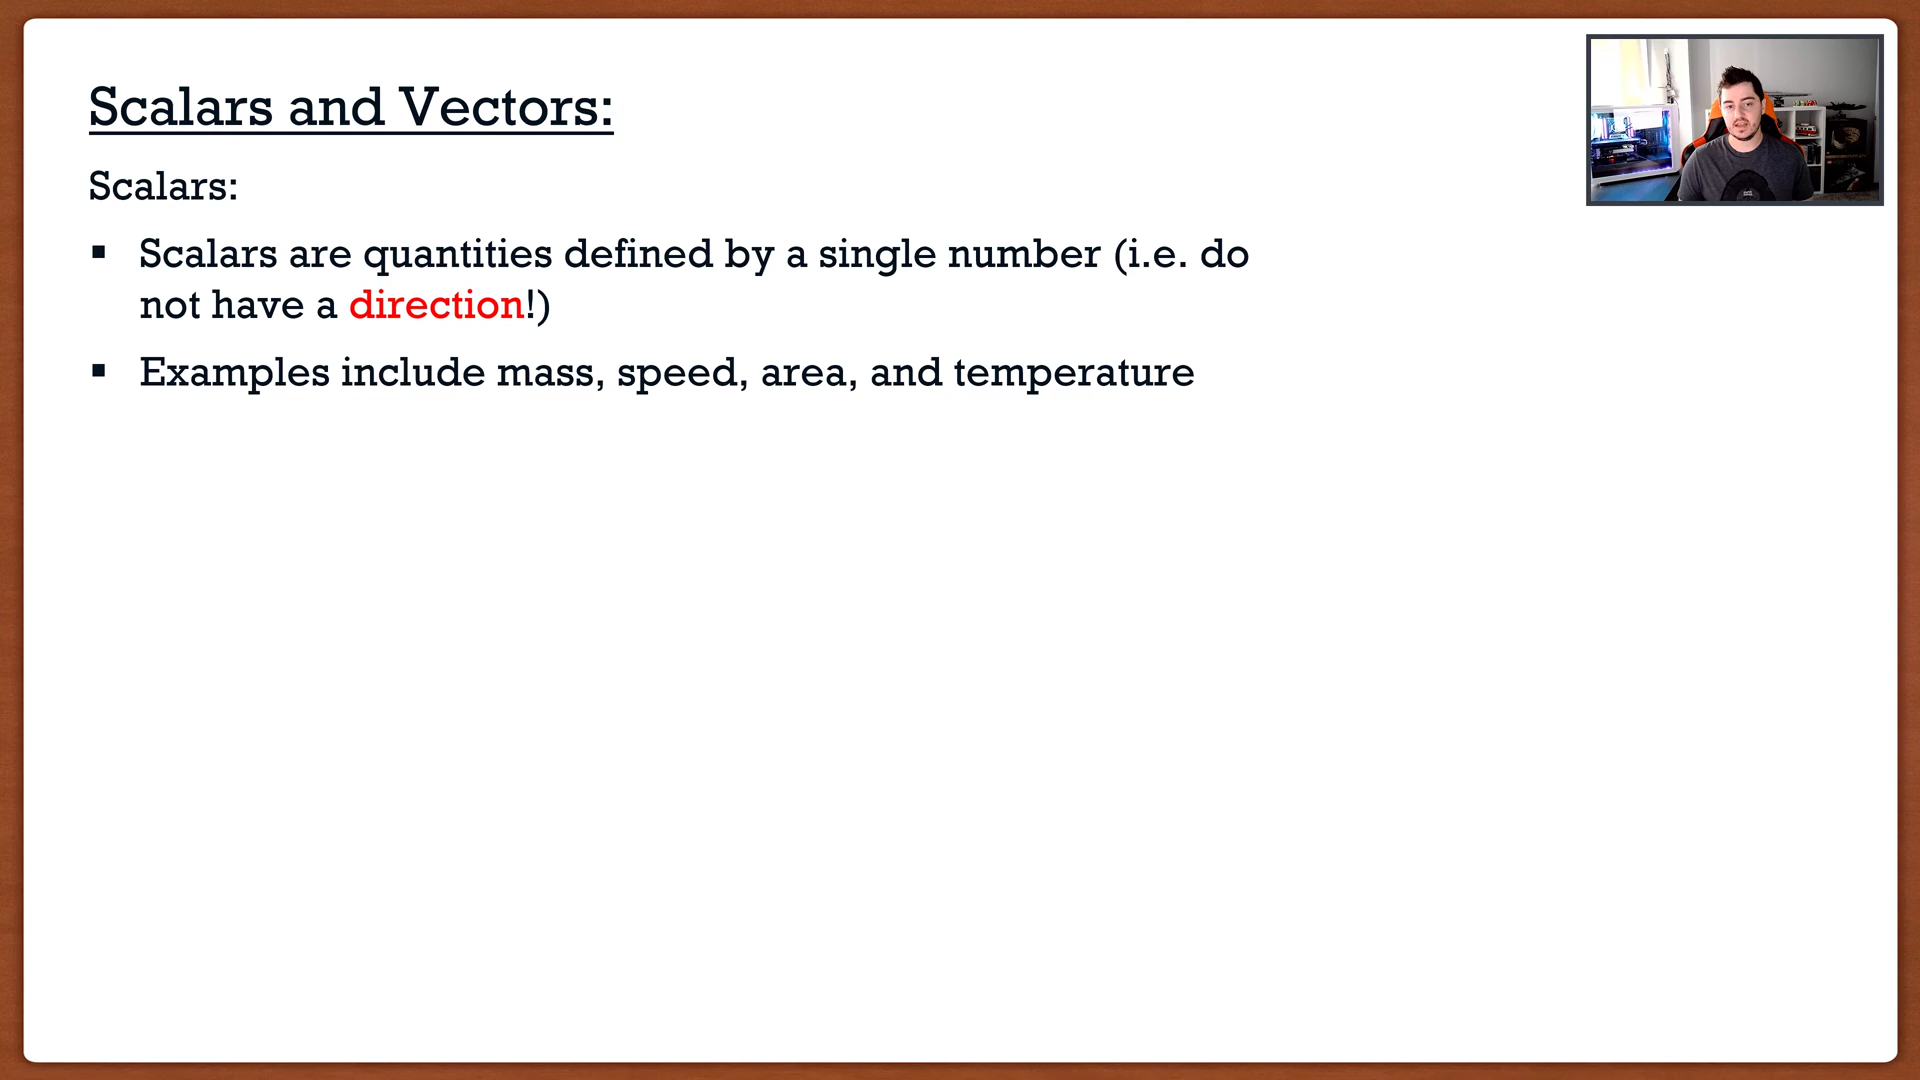 Scalars and Vectors:
Scalars:
▪ Scalars are quantities defined by a single number (i.e. do
not have a direction!)
▪ Examples include mass, speed, area, and temperature